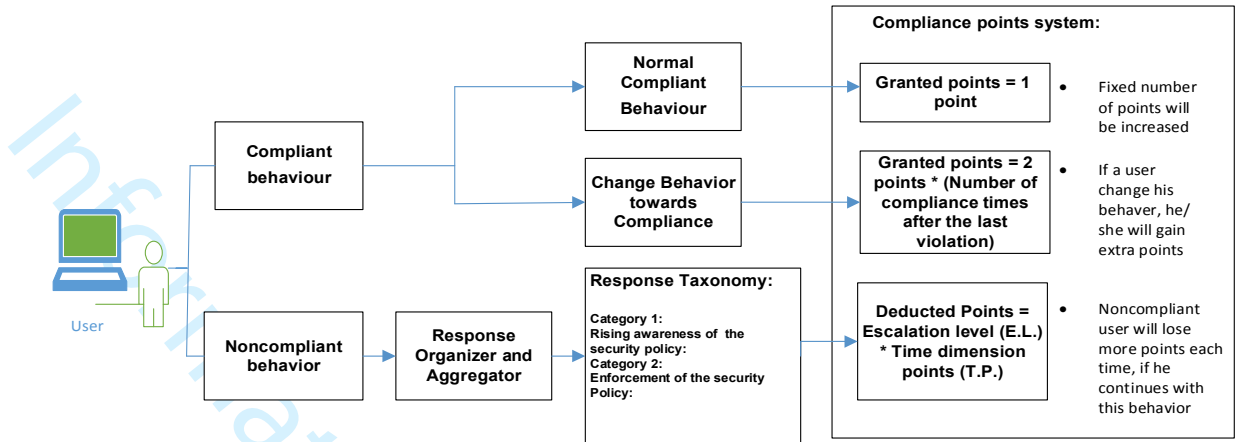 Compliance points system:
Normal
Compliant
Behaviour
Granted points = 1
point
• Fixed number
of points will
be increased
Compliant
behaviour
Change Behavior
towards
Compliance
Granted points = 2
points * (Number of
compliance times
after the last
violation)
• If a user
change his
behaver, he/
she will gain
extra points
User
Noncompliant
behavior
Response
Organizer and
Aggregator
Response Taxonomy:
Category 1:
Rising awareness of the
security policy:
Category 2:
Enforcement of the security
Policy:
Deducted Points =
Escalation level (E.L.)
* Time dimension
points (T.P.)
• Noncompliant
user will lose
more points each
time, if he
continues with
this behavior
Informat